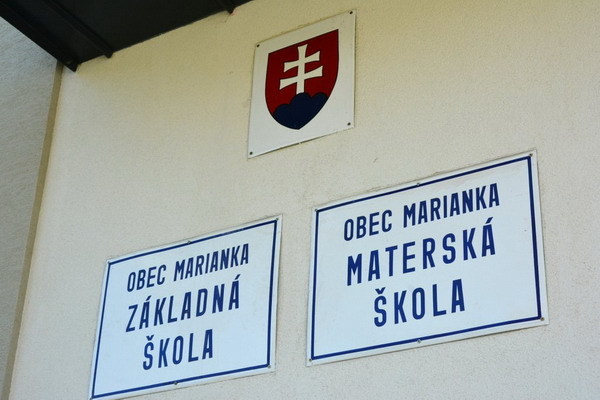 OBEC MARIANKA
ZÁKLADNÁ
ŠKOLA
OBEC MARIANKA
MATERSKÁ
ŠKOLA